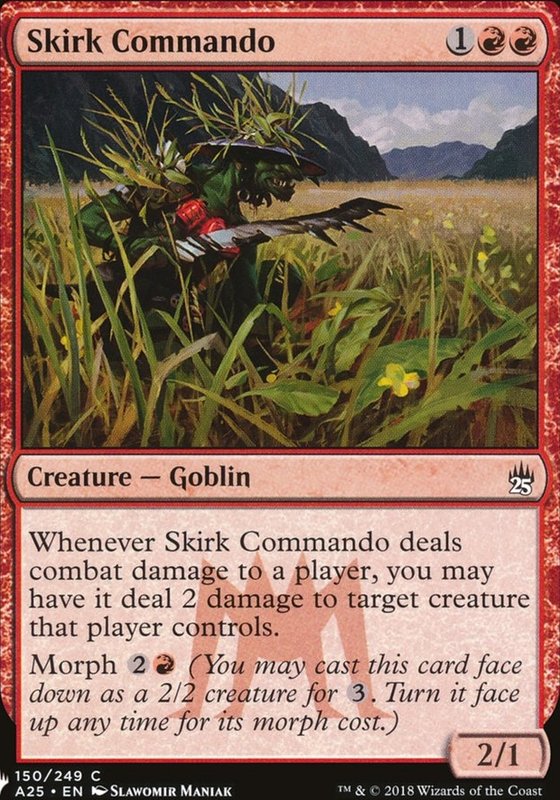 Skirk Commando 1
Creature — Goblin
25
Whenever Skirk Commando deals
combat damage to a player, you may
have it deal 2 damage to target creature
that player controls.
Morph 2 (You may cast this card face
down as a 2/2 creature for 3. Turn it face
up any time for its morph cost.)
2/1
150/249 C
A25 • EN Slawomir Maniak
™ & © 2018 Wizards of the Coast